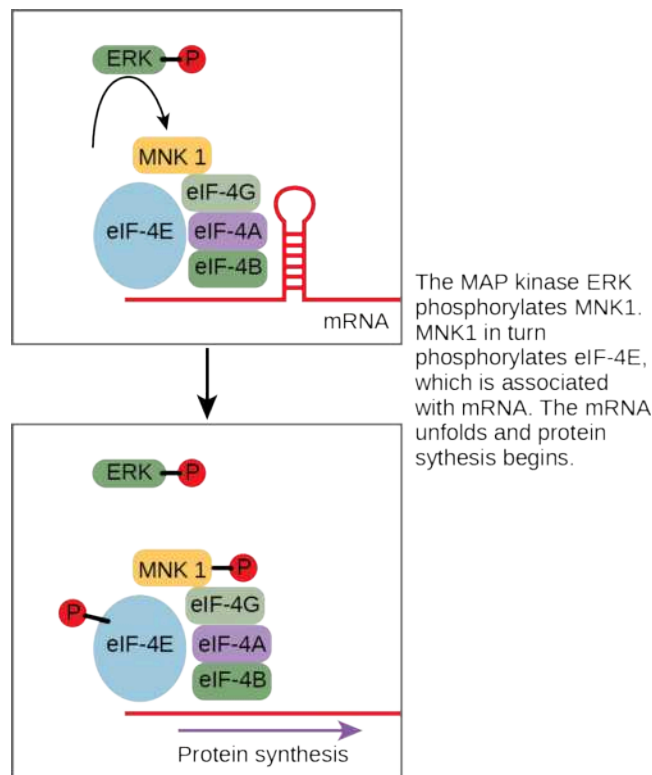 ERK P
MNK 1
eIF-4G
eIF-4E eIF-4A
eIF-4B
mRNA
The MAP kinase ERK
phosphorylates MNK1.
MNK1 in turn
phosphorylates eIF-4E,
which is associated
with mRNA. The mRNA
unfolds and protein
sythesis begins.
ERK P
MNK 1 P
P
eIF-4G
eIF-4E eIF-4A
eIF-4B
Protein synthesis